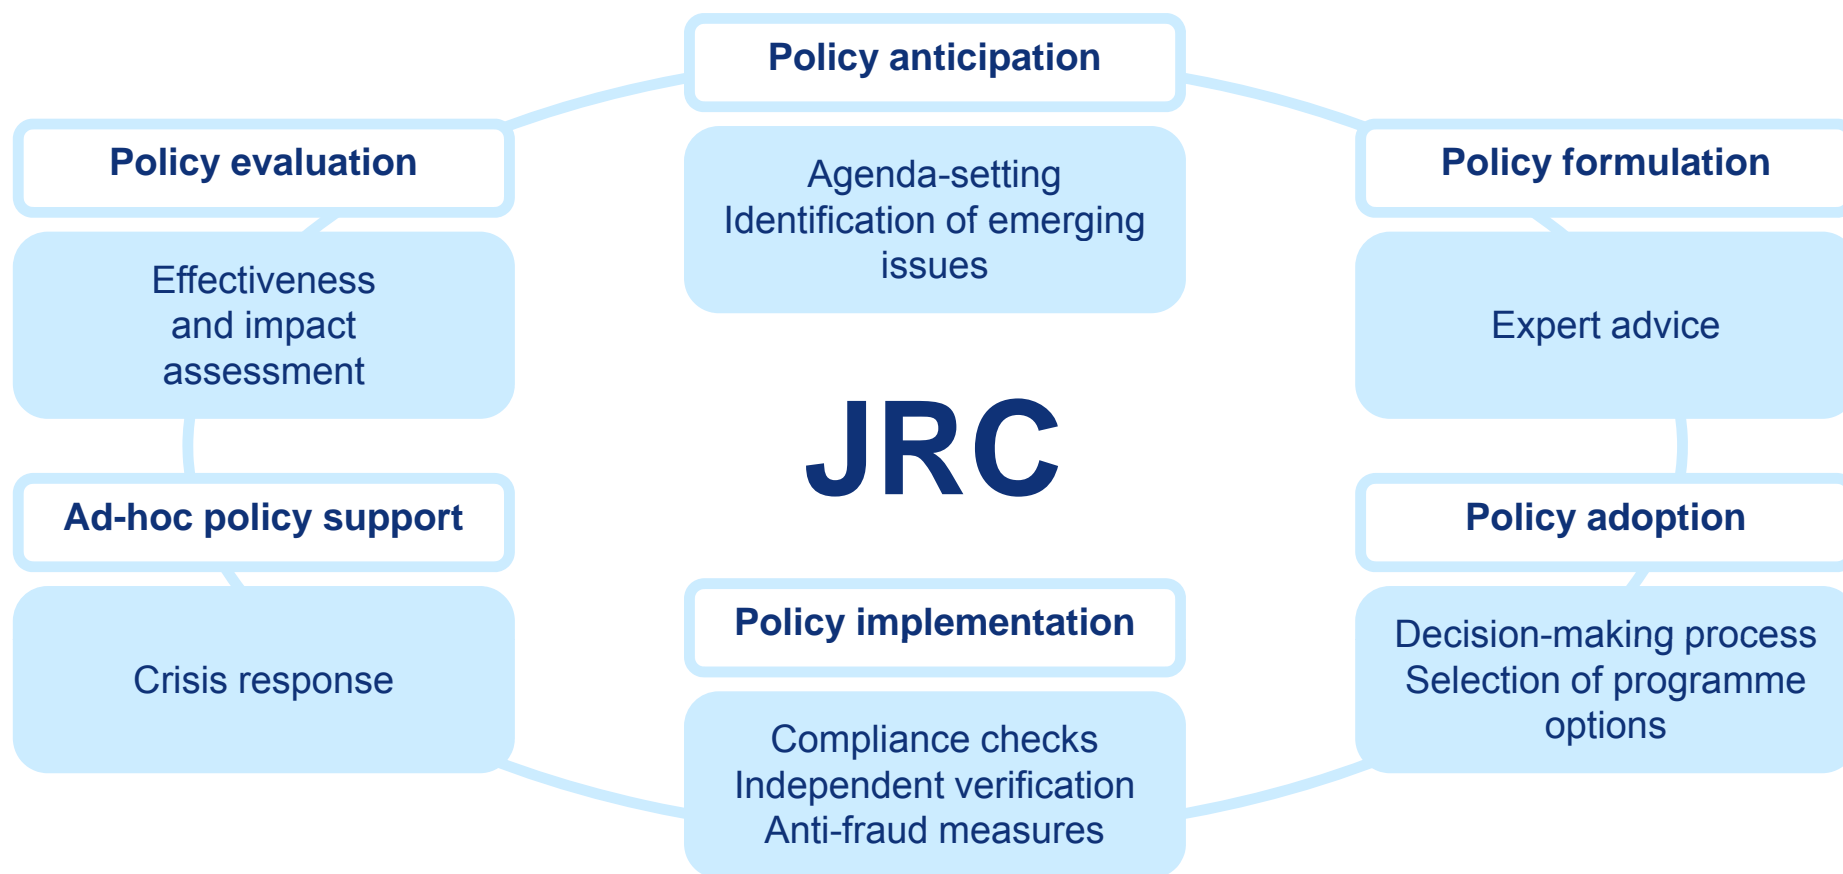 Policy anticipation
Agenda-setting
Identification of emerging
issues
Policy formulation
Expert advice
Policy adoption
Decision-making process
Selection of programme
options
Policy implementation
Compliance checks
Independent verification
Anti-fraud measures
Ad-hoc policy support
Crisis response
Policy evaluation
Effectiveness
and impact
assessment
JRC